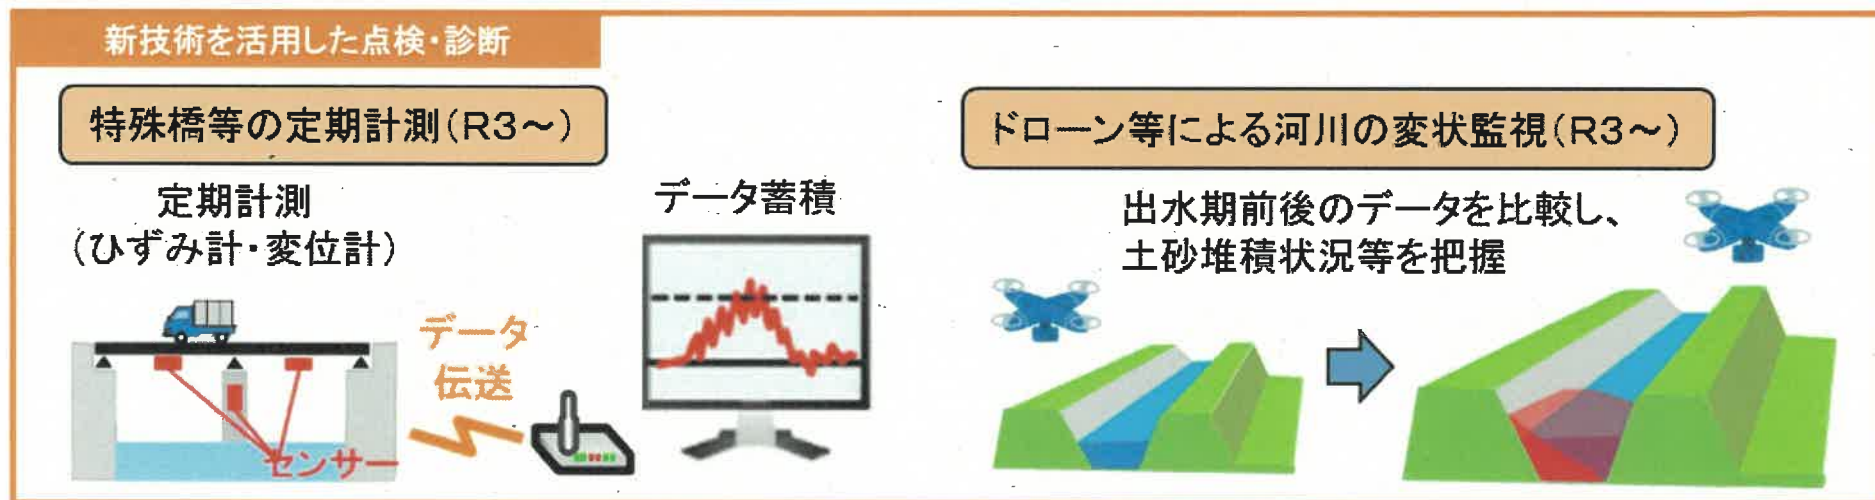 新技術を活用した点検・診断
特殊橋等の定期計測(R3～)
定期計測
(ひずみ計・変位計)
データ蓄積
データ
伝送
センサー
ドローン等による河川の変状監視(R3～)
出水期前後のデータを比較し、
土砂堆積状況等を把握